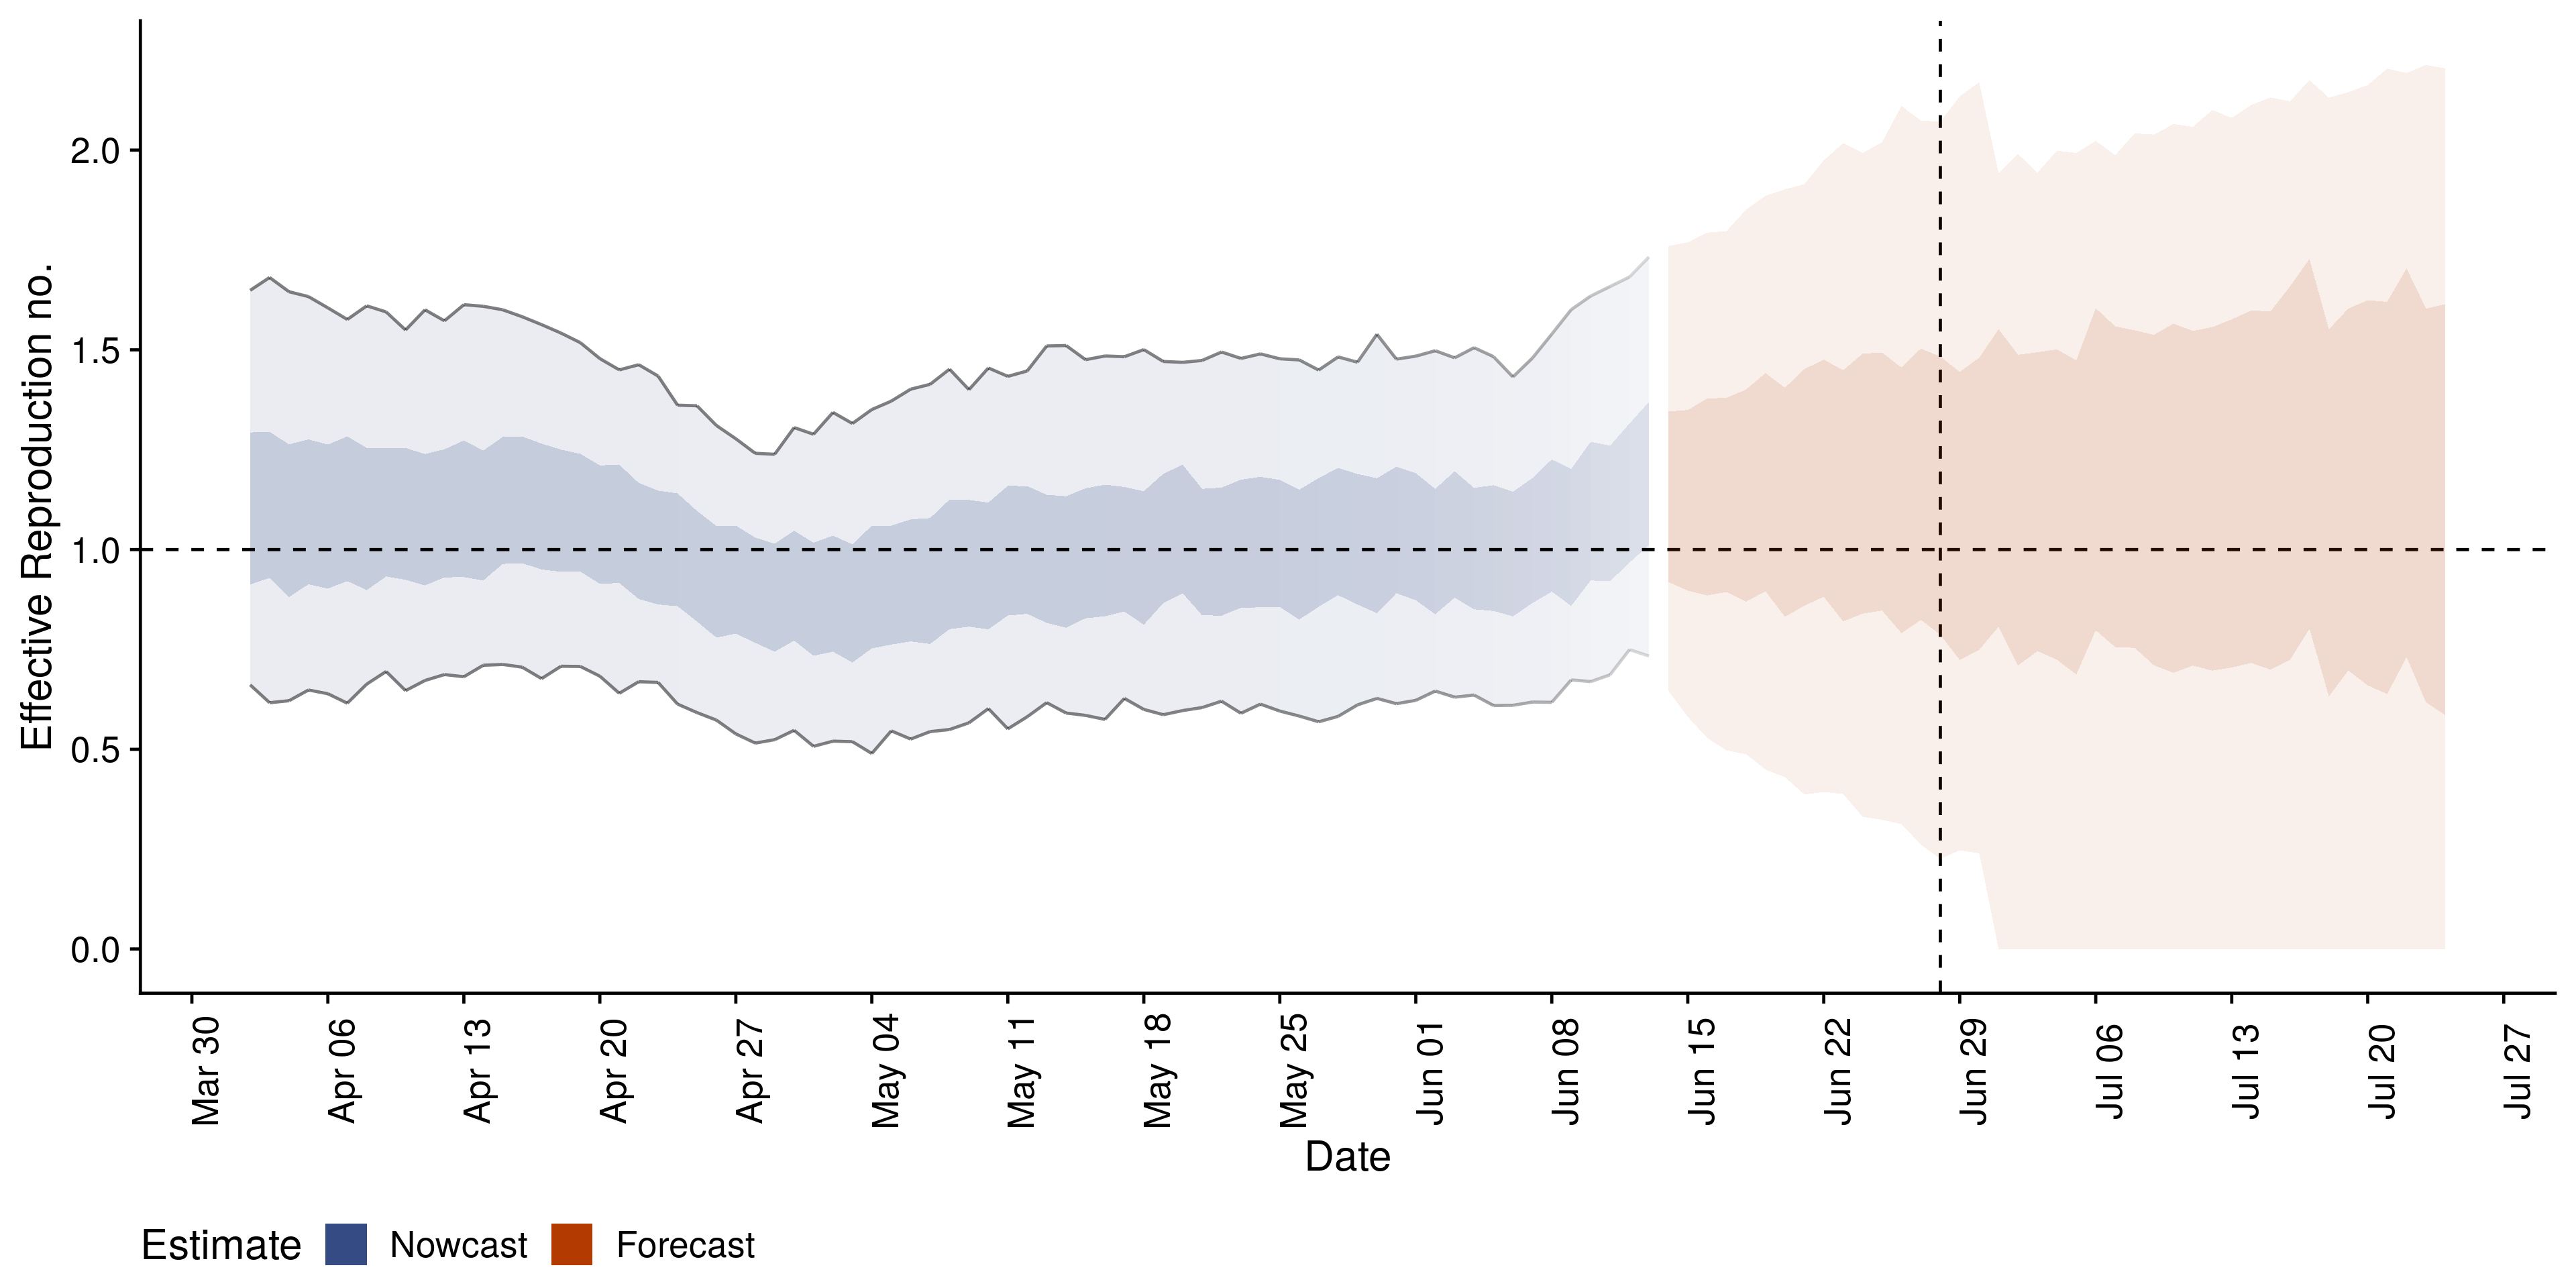 Effective Reproduction no.
2.0
1.5
1.0
0.5
0.0
Mar 30
Apr 06
Apr 13
Apr 20
Apr 27
May 04
May 11
May 18
May 25
Jun 01
Jun 08
Jun 15
Jun 22
Jun 29
Jul 06
Jul 13
Jul 20
Jul 27
Date
Estimate Nowcast Forecast